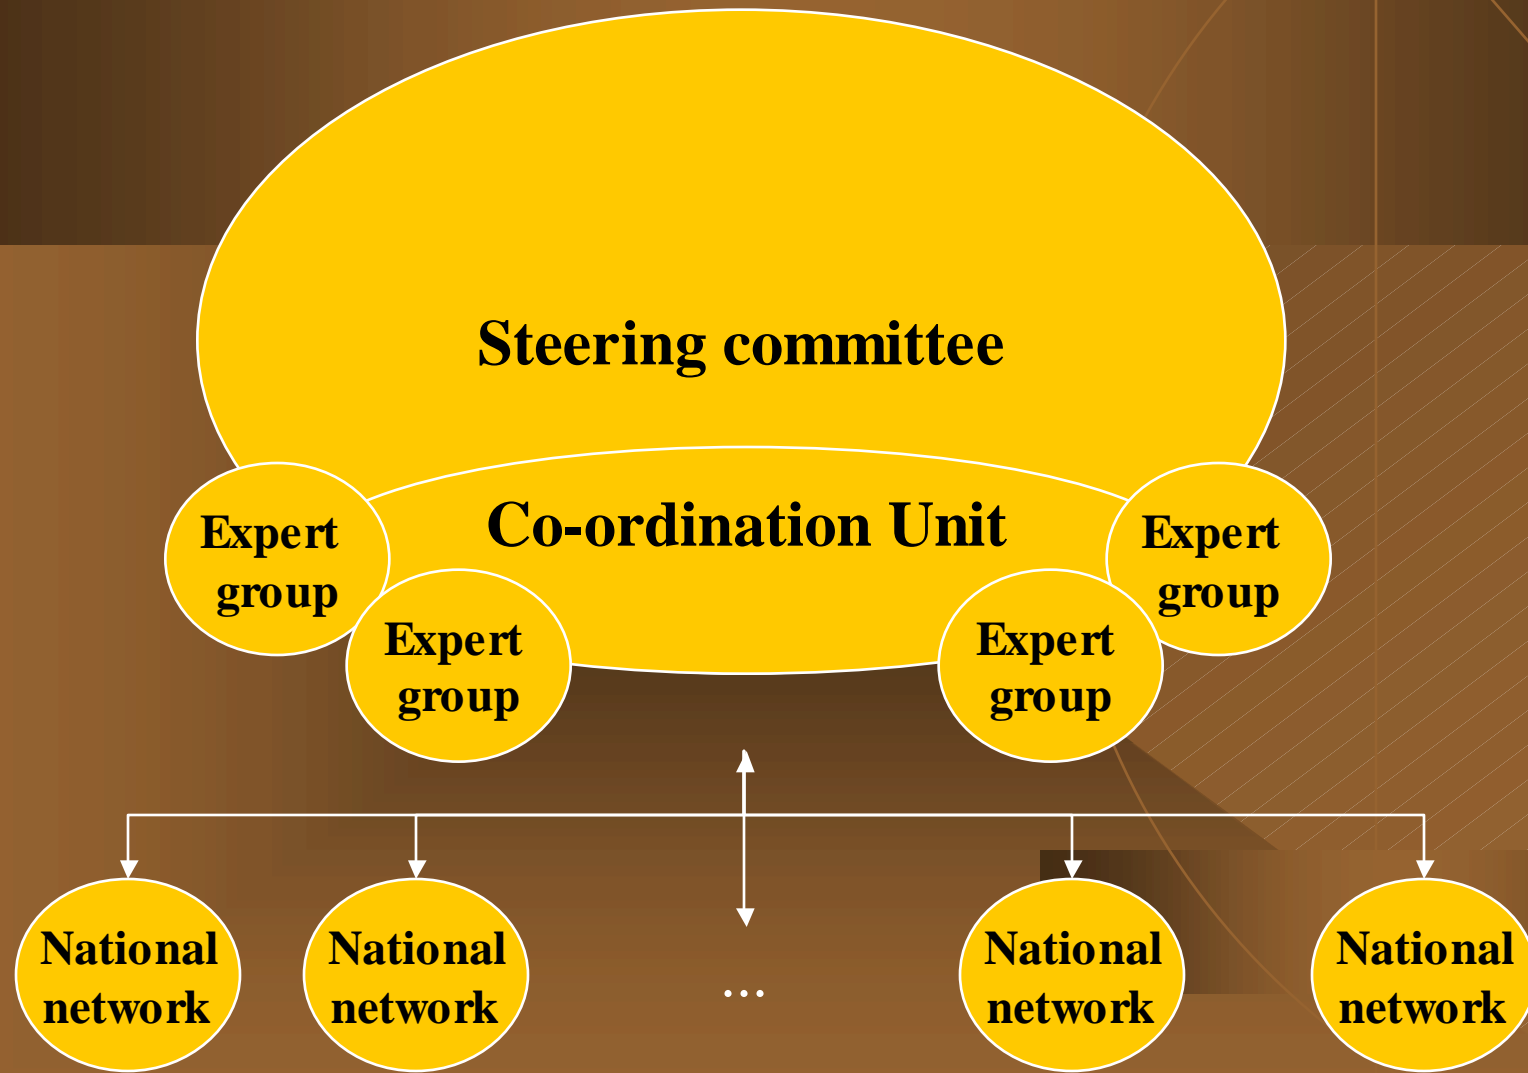 Steering committee
Co-ordination Unit
Expert
group
Expert
group
Expert
group
Expert
group
National
network
National
network
...
National
network
National
network